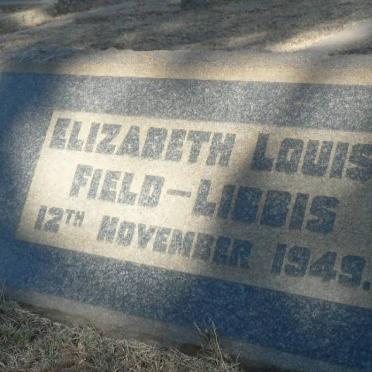 ELIZABETH LOUIS
FIELD-LIBBIS
12TH NOVEMBER 1949.